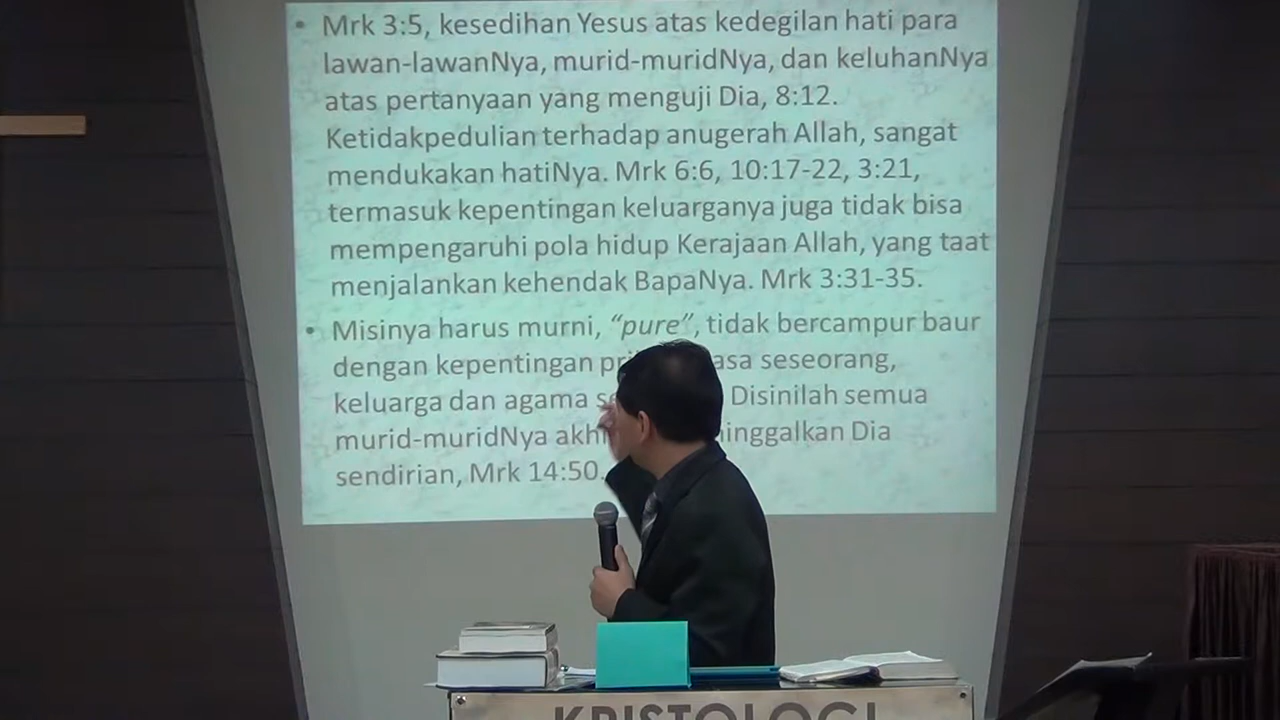 • Mrk 3:5, kesedihan Yesus atas kedegilan hati para
lawan-lawanNya, murid-muridNya, dan keluhanNya
atas pertanyaan yang menguji Dia, 8:12.
Ketidakpedulian terhadap anugerah Allah, sangat
mendukakan hatiNya. Mrk 6:6, 10:17-22, 3:21,
termasuk kepentingan keluarganya juga tidak bisa
mempengaruhi pola hidup Kerajaan Allah, yang taat
menjalankan kehendak BapaNya. Mrk 3:31-35.
• Misinya harus murni, “pure”, tidak bercampur baur
dengan kepentingan seseorang,
keluarga dan agama Disinilah semua
murid-muridNya Dia
sendirian, Mrk 14:50.
KRISTOLOGI